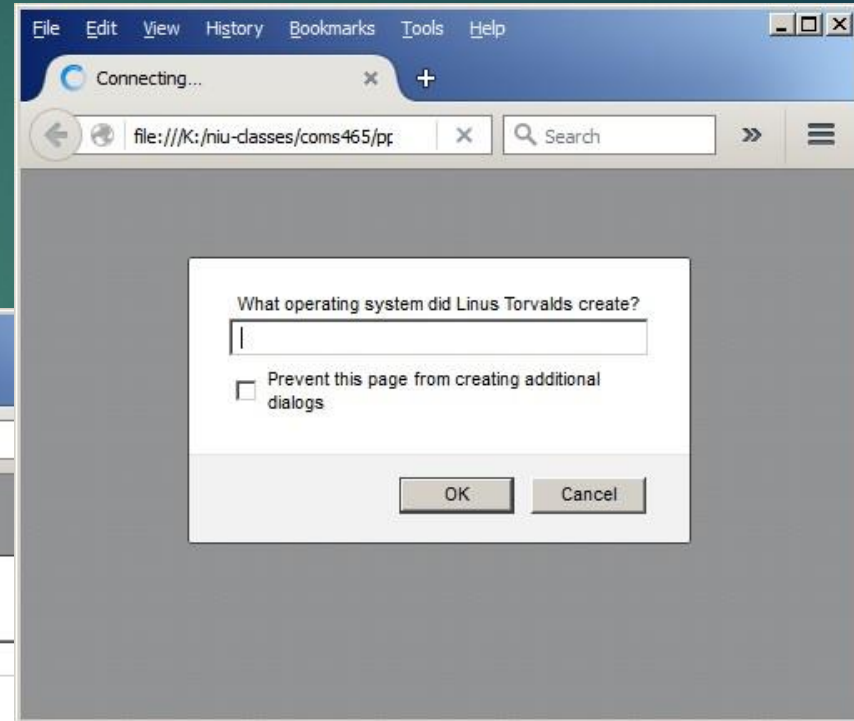 File Edit View History Bookmarks Tools Help
Connecting...
file:///K:/niu-classes/coms465/pp
Search
What operating system did Linus Torvalds create?
Prevent this page from creating additional
dialogs
OK Cancel